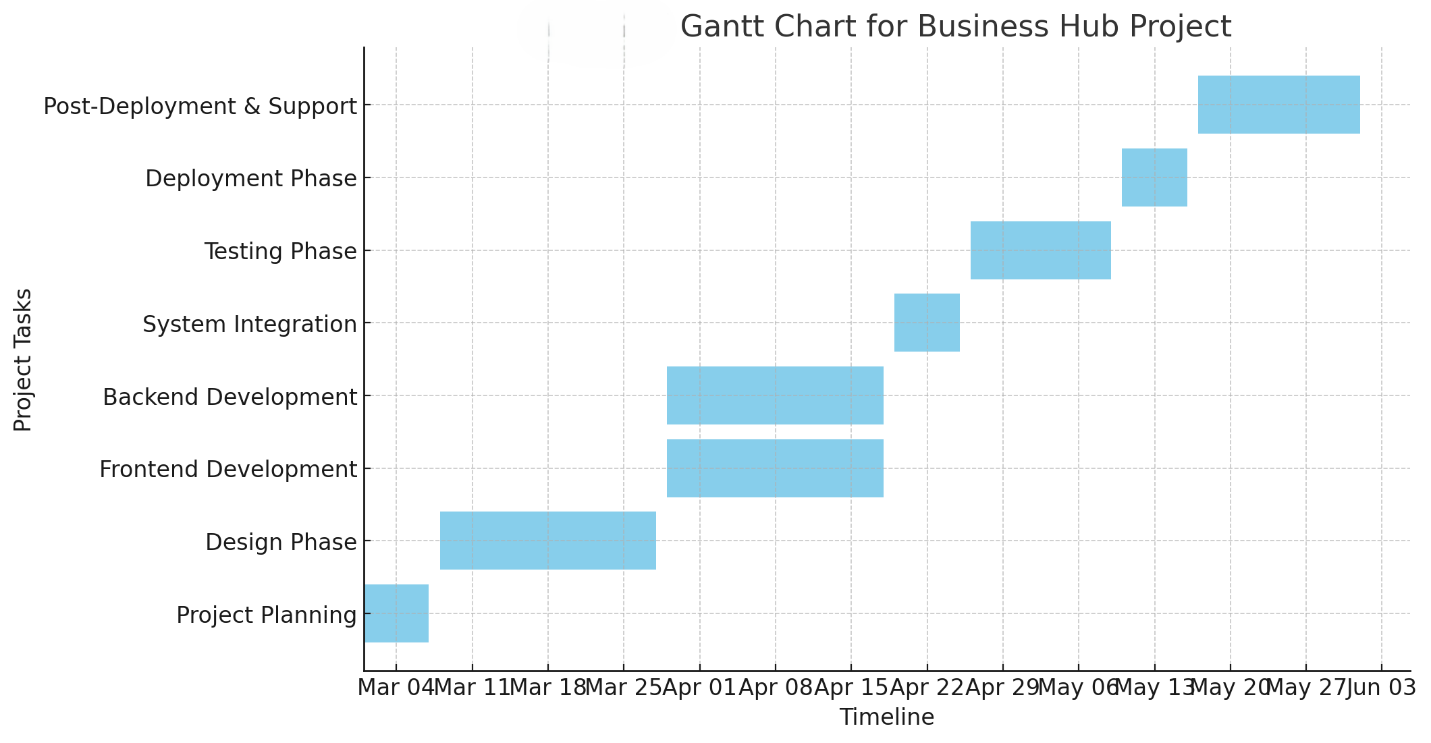 Gantt Chart for Business Hub Project
Post-Deployment & Support
Deployment Phase
Testing Phase
System Integration
Backend Development
Frontend Development
Design Phase
Project Planning
Project Tasks
Mar 04 Mar 11 Mar 18 Mar 25 Apr 01 Apr 08 Apr 15 Apr 22 Apr 29 May 06 May 13 May 20 May 27 Jun 03
Timeline